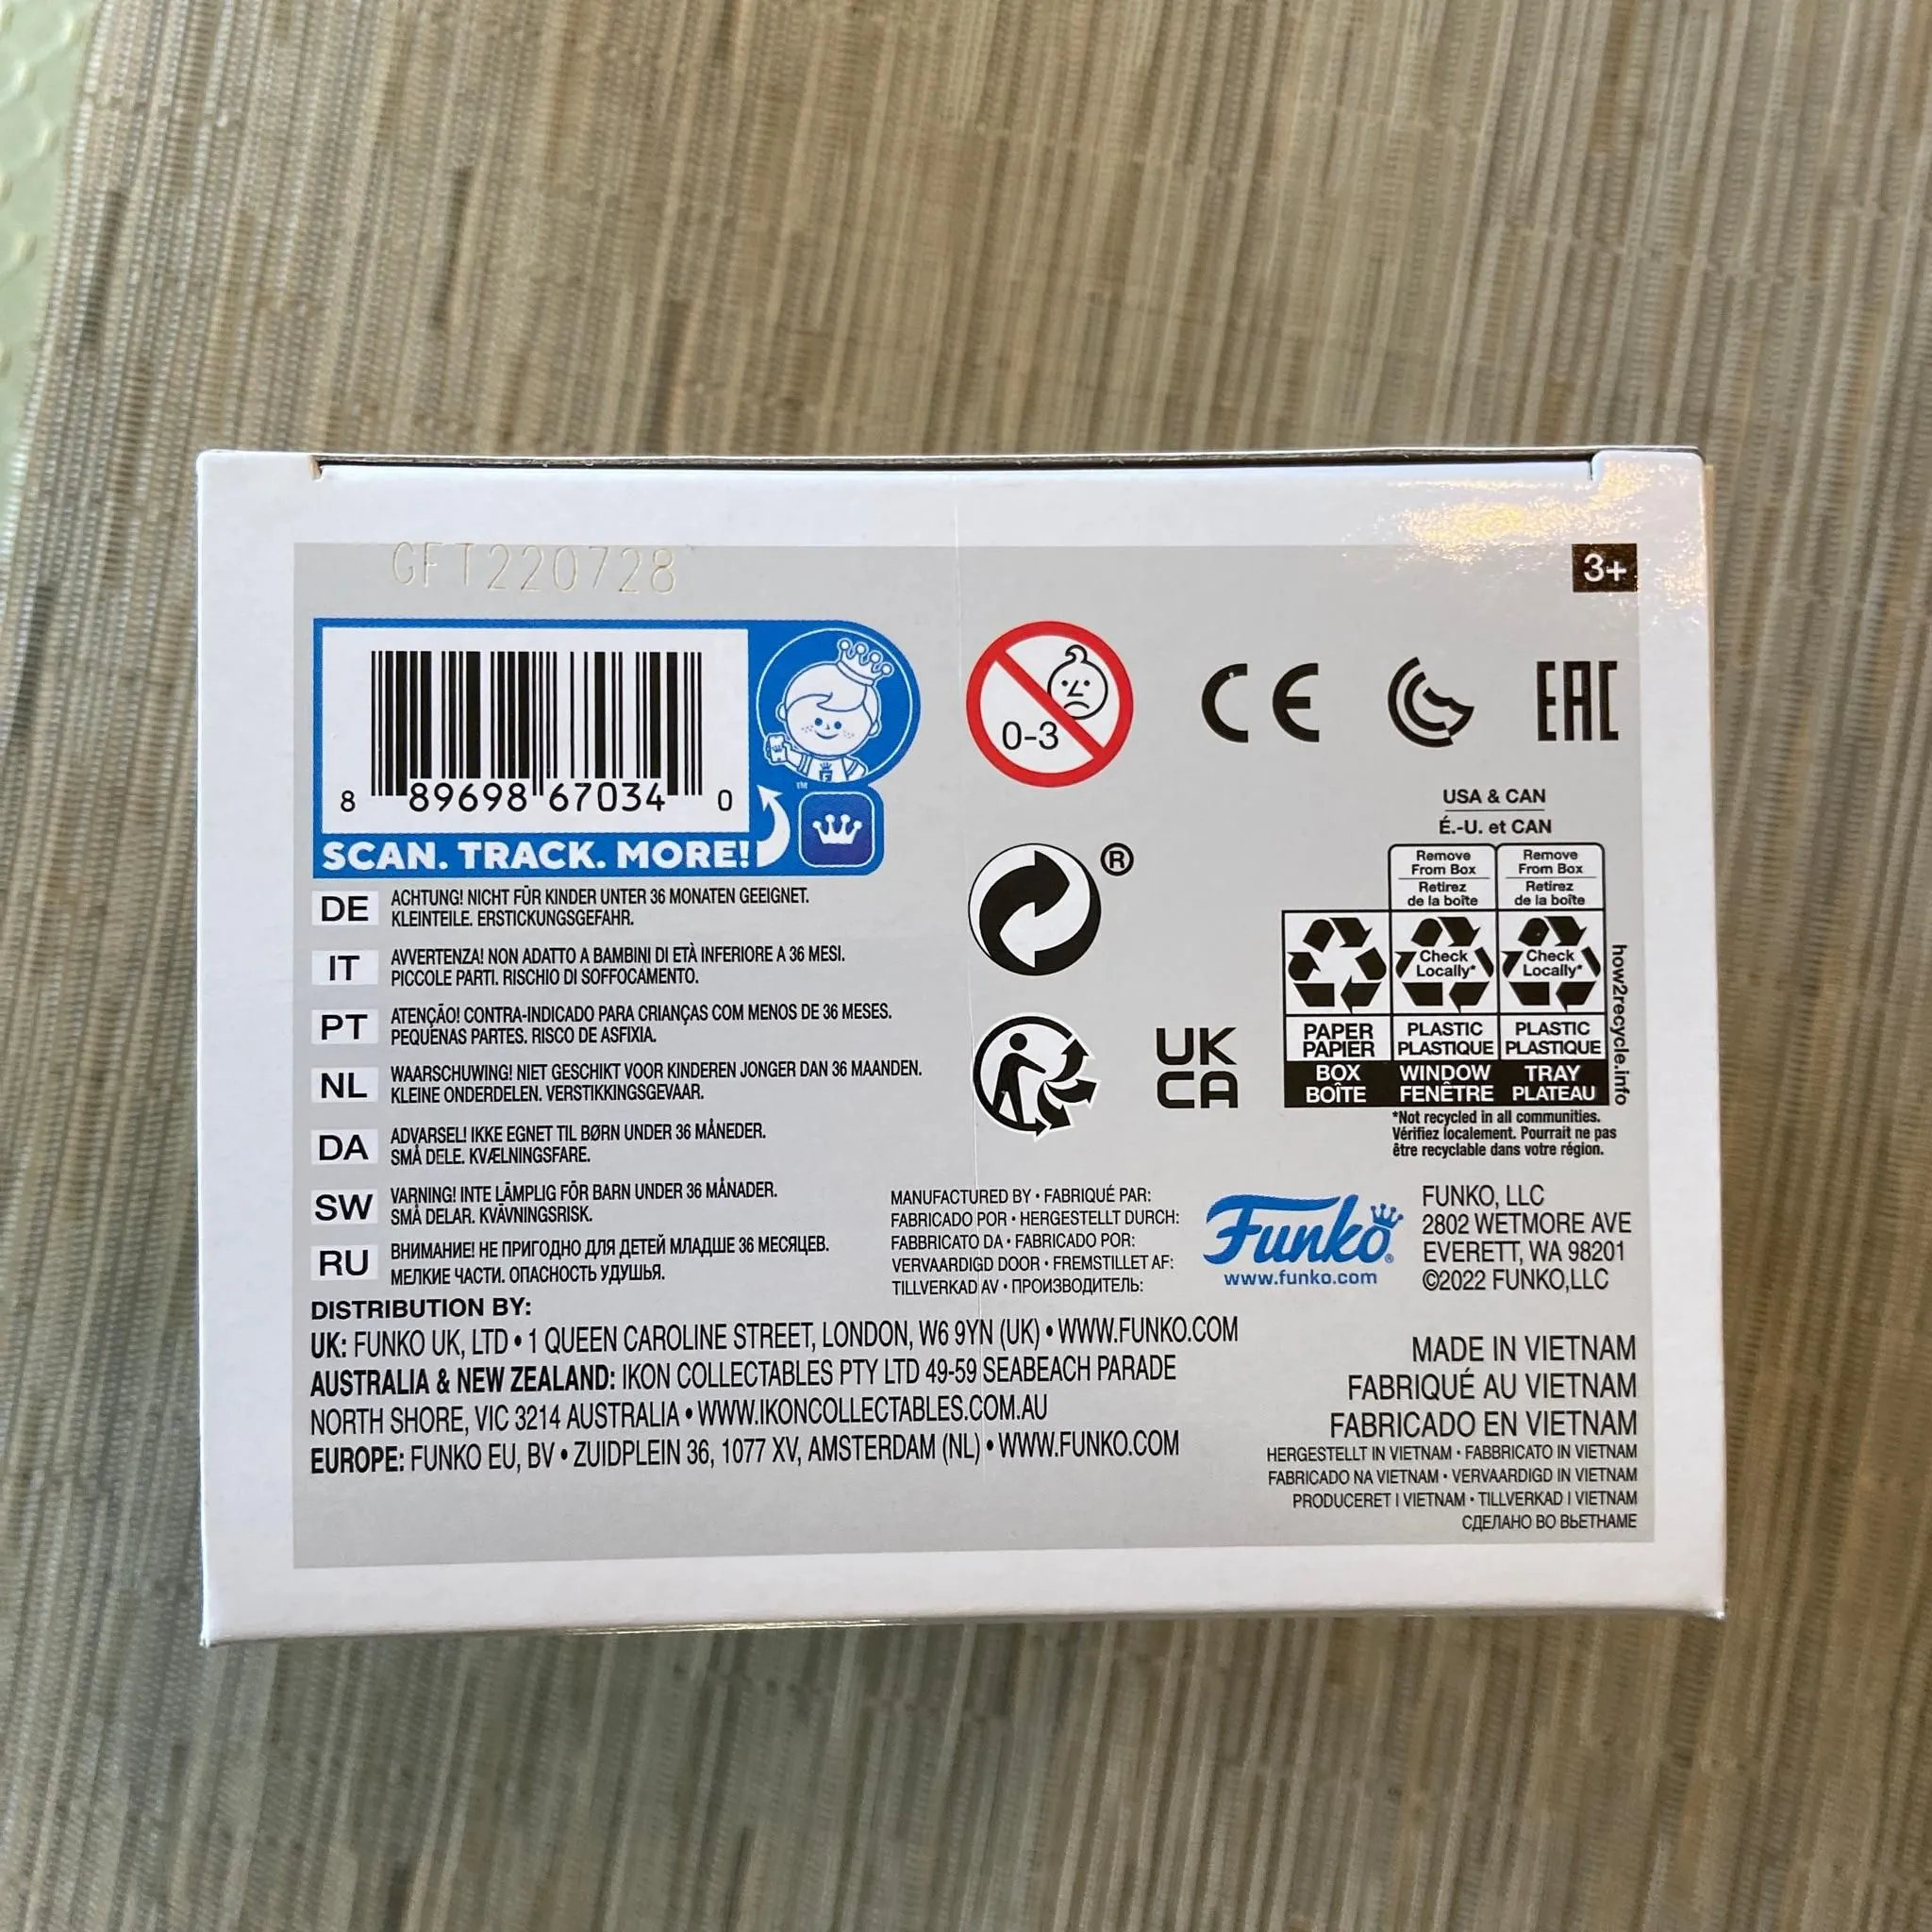 GFT220728
3+
8 89698 67034 0
™
SCAN. TRACK. MORE!
0-3
CE
EAC
®
UK
CA
USA & CAN
É.-U. et CAN
Remove
From Box
Retirez
de la boîte
Remove
From Box
Retirez
de la boîte
Check
Locally*
Check
Locally*
PAPER
PAPIER
PLASTIC
PLASTIQUE
PLASTIC
PLASTIQUE
BOX
BOÎTE
WINDOW
FENÊTRE
TRAY
PLATEAU
how2recycle.info
*Not recycled in all communities.
Vérifiez localement. Pourrait ne pas
être recyclable dans votre région.
DE ACHTUNG! NICHT FÜR KINDER UNTER 36 MONATEN GEEIGNET.
KLEINTEILE. ERSTICKUNGSGEFAHR.
IT AVVERTENZA! NON ADATTO A BAMBINI DI ETÀ INFERIORE A 36 MESI.
PICCOLE PARTI. RISCHIO DI SOFFOCAMENTO.
PT ATENÇÃO! CONTRA-INDICADO PARA CRIANÇAS COM MENOS DE 36 MESES.
PEQUENAS PARTES. RISCO DE ASFIXIA.
NL WAARSCHUWING! NIET GESCHIKT VOOR KINDEREN JONGER DAN 36 MAANDEN.
KLEINE ONDERDELEN. VERSTIKKINGSGEVAAR.
DA ADVARSEL! IKKE EGNET TIL BØRN UNDER 36 MÅNEDER.
SMÅ DELE. KVÆLNINGSFARE.
SW VARNING! INTE LÄMPLIG FÖR BARN UNDER 36 MÅNADER.
SMÅ DELAR. KVÄVNINGSRISK.
RU ВНИМАНИЕ! НЕ ПРИГОДНО ДЛЯ ДЕТЕЙ МЛАДШЕ 36 МЕСЯЦЕВ.
МЕЛКИЕ ЧАСТИ. ОПАСНОСТЬ УДУШЬЯ.
MANUFACTURED BY • FABRIQUÉ PAR:
FABRICADO POR • HERGESTELLT DURCH:
FABBRICATO DA • FABRICADO POR:
VERVAARDIGD DOOR • FREMSTILLET AF:
TILLVERKAD AV • ПРОИЗВОДИТЕЛЬ:
Funko®
www.funko.com
FUNKO, LLC
2802 WETMORE AVE
EVERETT, WA 98201
©2022 FUNKO,LLC
DISTRIBUTION BY:
UK: FUNKO UK, LTD • 1 QUEEN CAROLINE STREET, LONDON, W6 9YN (UK) • WWW.FUNKO.COM
AUSTRALIA & NEW ZEALAND: IKON COLLECTABLES PTY LTD 49-59 SEABEACH PARADE
NORTH SHORE, VIC 3214 AUSTRALIA • WWW.IKONCOLLECTABLES.COM.AU
EUROPE: FUNKO EU, BV • ZUIDPLEIN 36, 1077 XV, AMSTERDAM (NL) • WWW.FUNKO.COM
MADE IN VIETNAM
FABRIQUÉ AU VIETNAM
FABRICADO EN VIETNAM
HERGESTELLT IN VIETNAM • FABBRICATO IN VIETNAM
FABRICADO NA VIETNAM • VERVAARDIGD IN VIETNAM
PRODUCERET I VIETNAM • TILLVERKAD I VIETNAM
СДЕЛАНО ВО ВЬЕТНАМЕ